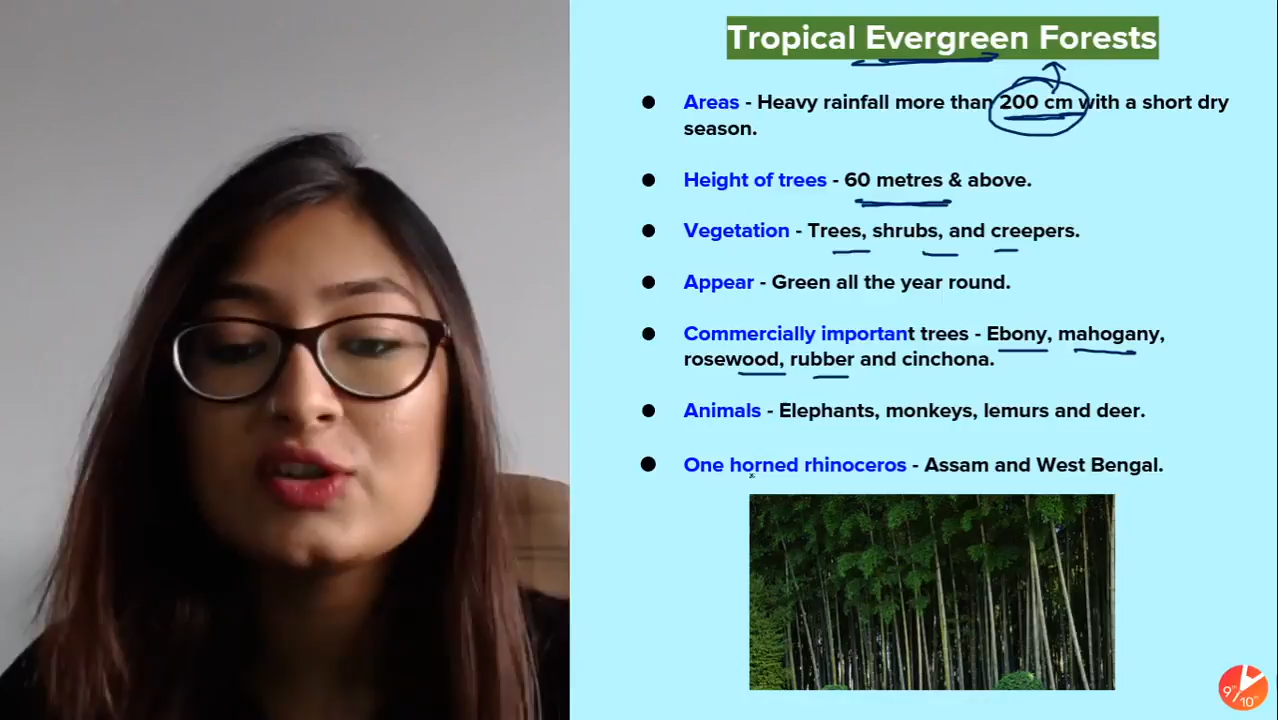 Tropical Evergreen Forests
● Areas - Heavy rainfall more than 200 cm with a short dry
season.
● Height of trees - 60 metres & above.
● Vegetation - Trees, shrubs, and creepers.
● Appear - Green all the year round.
● Commercially important trees - Ebony, mahogany,
rosewood, rubber and cinchona.
● Animals - Elephants, monkeys, lemurs and deer.
● One horned rhinoceros - Assam and West Bengal.
9th/10th